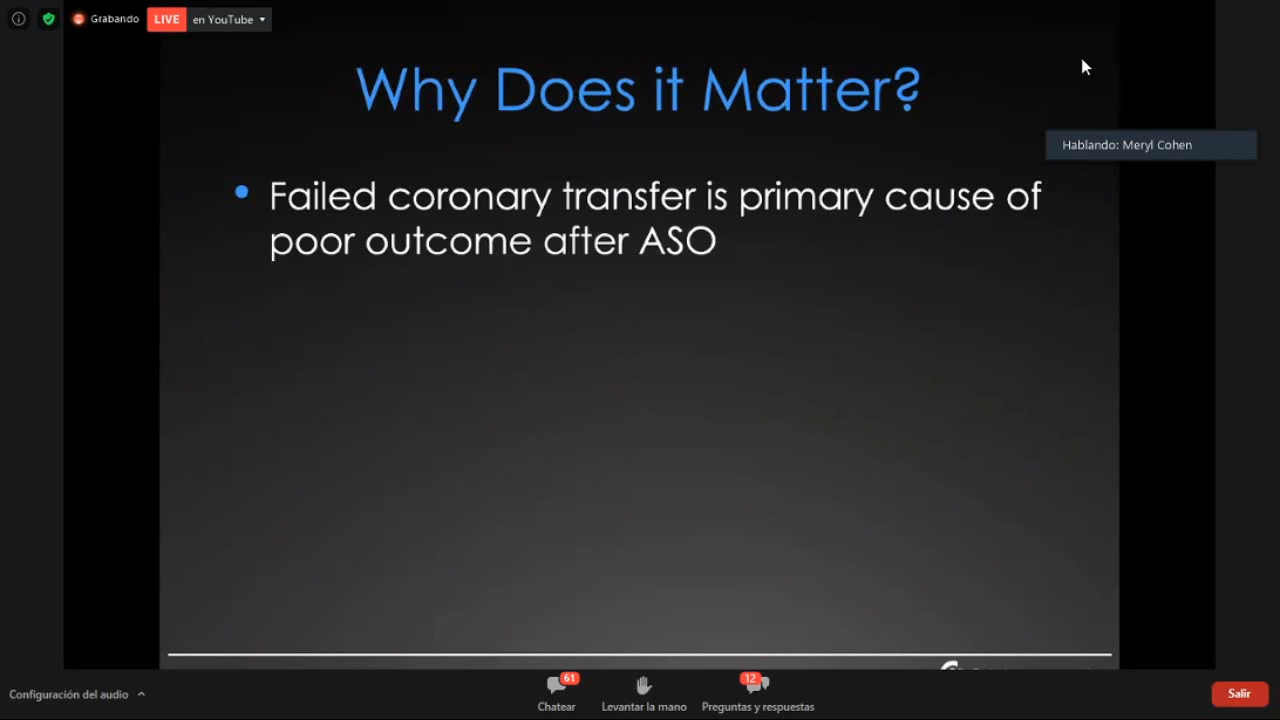 Grabando
LIVE
en YouTube
Why Does it Matter?
Hablando: Meryl Cohen
Failed coronary transfer is primary cause of
poor outcome after ASO
Configuración del audio
61
Chatear
Levantar la mano
12
Preguntas y respuestas
Salir